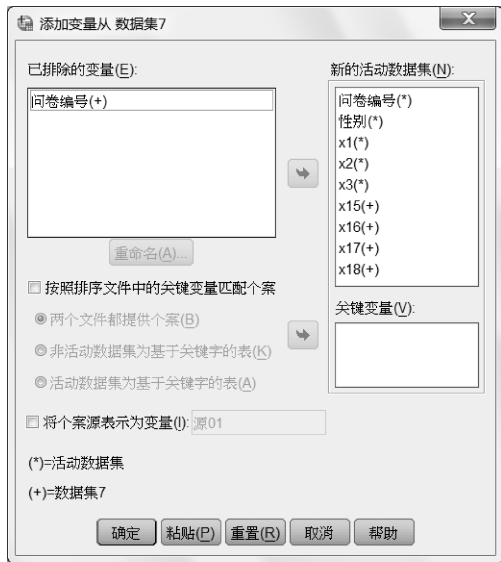 添加变量从 数据集7
已排除的变量(E):
问卷编号(+)
重命名(A)...
按照排序文件中的关键变量匹配个案
两个文件都提供个案(B)
非活动数据集为基于关键字的表(K)
活动数据集为基于关键字的表(A)
将个案源表示为变量(I): 源01
(*)=活动数据集
(+)=数据集7
新的活动数据集(N):
问卷编号(*)
性别(*)
x1(*)
x2(*)
x3(*)
x15(+)
x16(+)
x17(+)
x18(+)
关键变量(V):
确定 粘贴(P) 重置(R) 取消 帮助